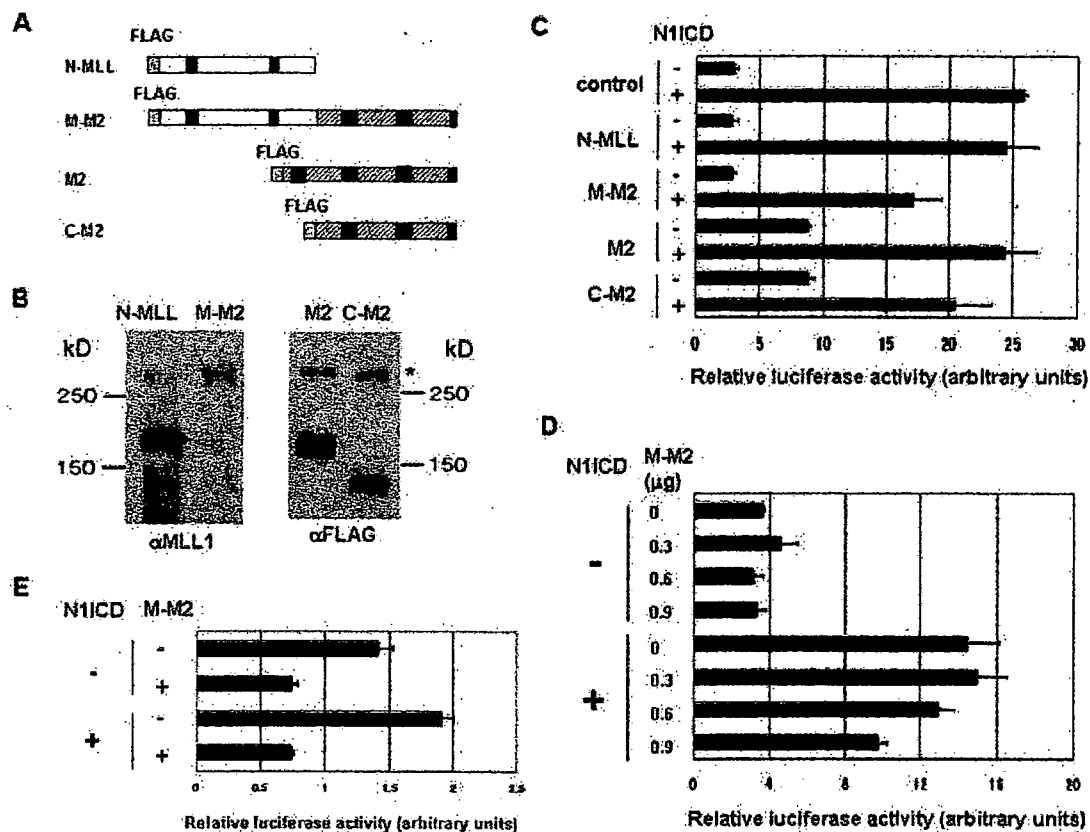 A
FLAG
N-MLL
FLAG
M-M2
FLAG
M2
FLAG
C-M2
B
N-MLL M-M2 M2 C-M2
kD kD
*
250 250
150 150
αMLL1 αFLAG
C
N1ICD
control - +
N-MLL - +
M-M2 - +
M2 - +
C-M2 - +
0 5 10 15 20 25 30
Relative luciferase activity (arbitrary units)
D
N1ICD M-M2
(µg)
-
0
0.3
0.6
0.9
+
0
0.3
0.6
0.9
0 4 8 12 16 20
Relative luciferase activity (arbitrary units)
E
N1ICD M-M2
- -
+
+ -
+
0 0.5 1 1.5 2 2.5
Relative luciferase activity (arbitrary units)